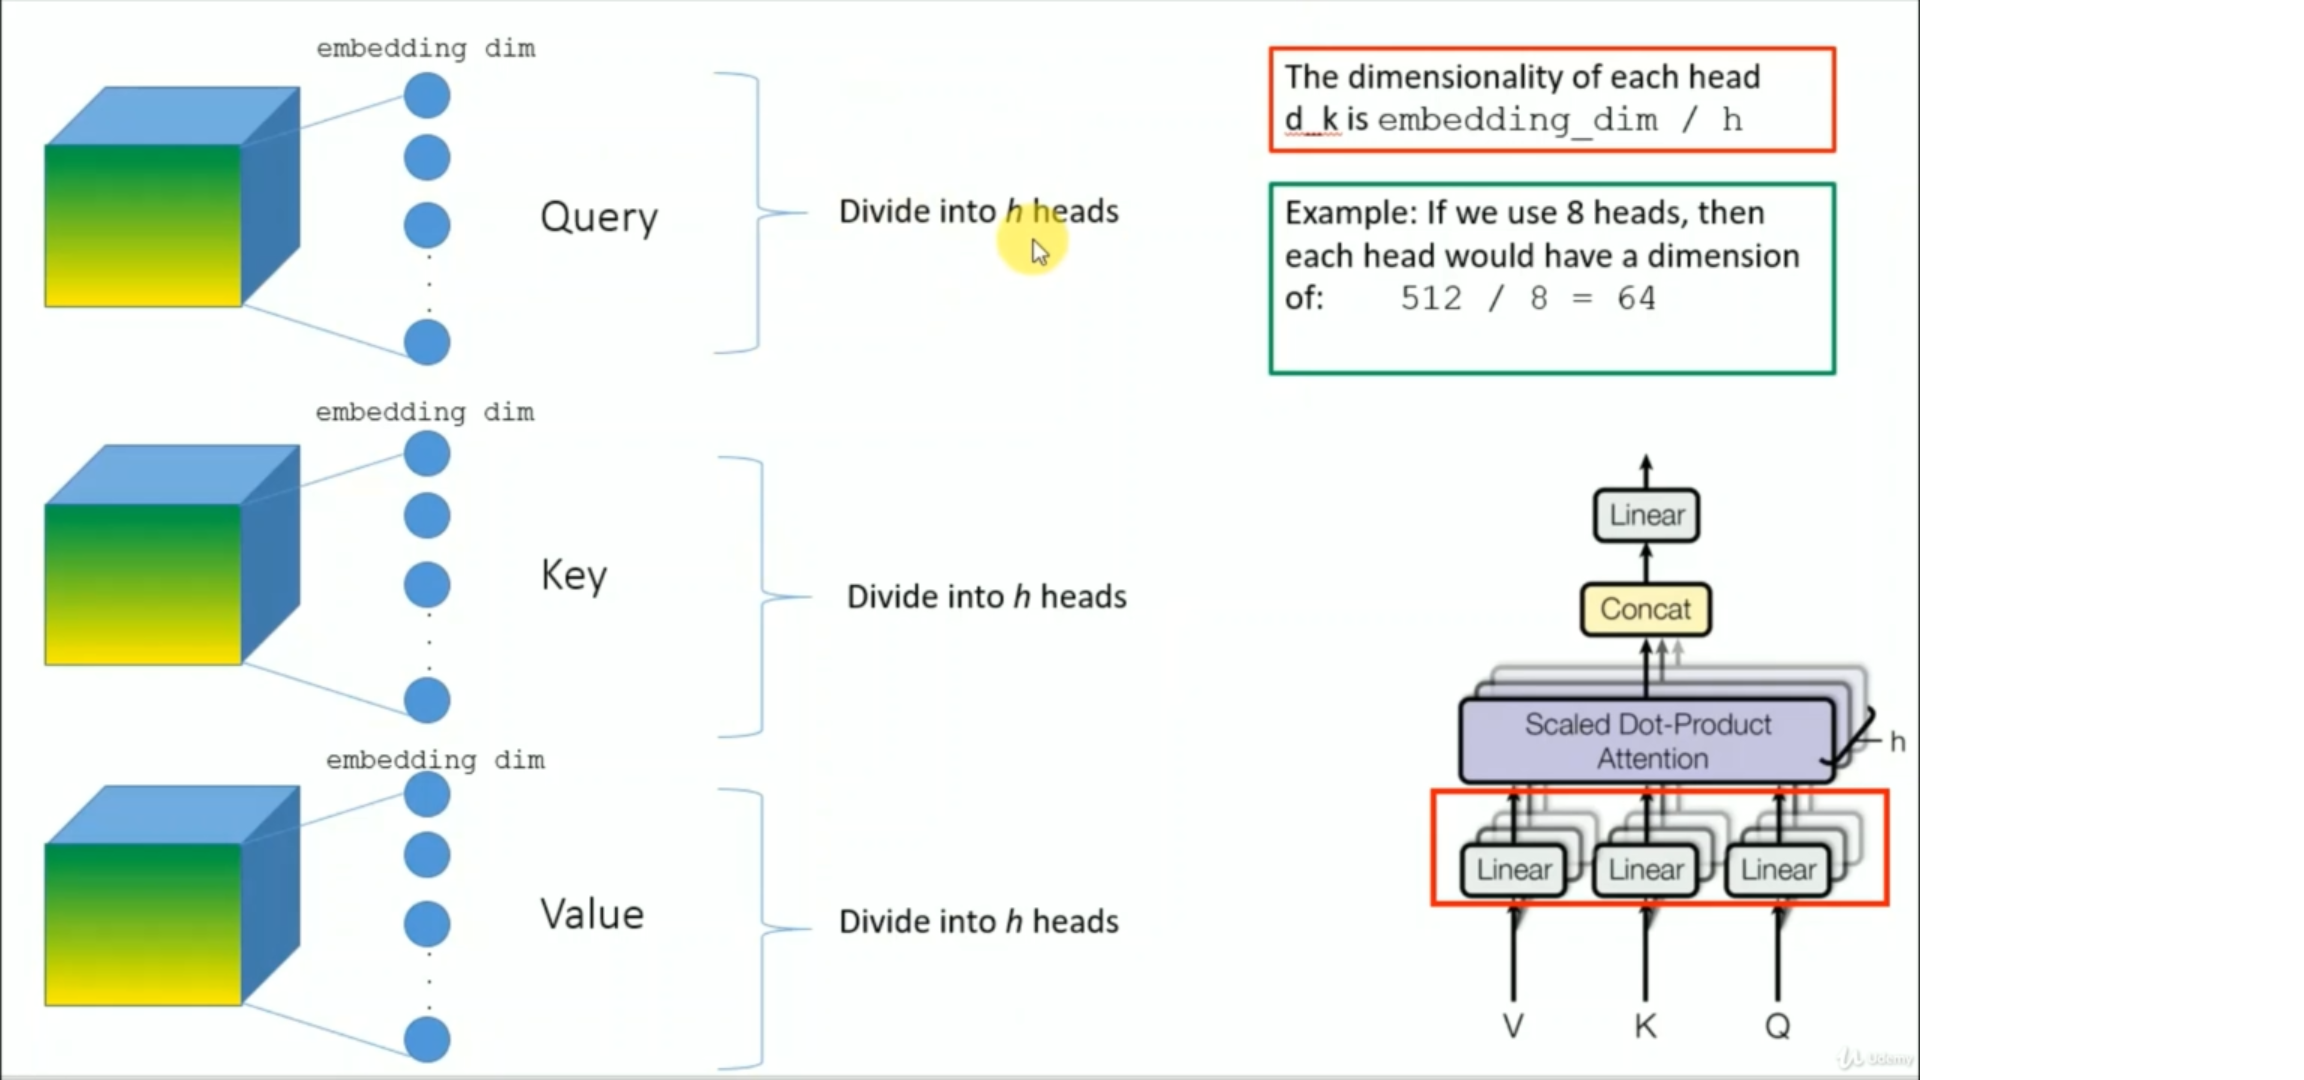 embedding dim
Query
Divide into h heads
embedding dim
Key
Divide into h heads
embedding dim
Value
Divide into h heads
The dimensionality of each head
d_k is embedding_dim / h
Example: If we use 8 heads, then
each head would have a dimension
of: 512 / 8 = 64
Linear
Concat
Scaled Dot-Product
Attention
h
Linear Linear Linear
V K Q
Udemy